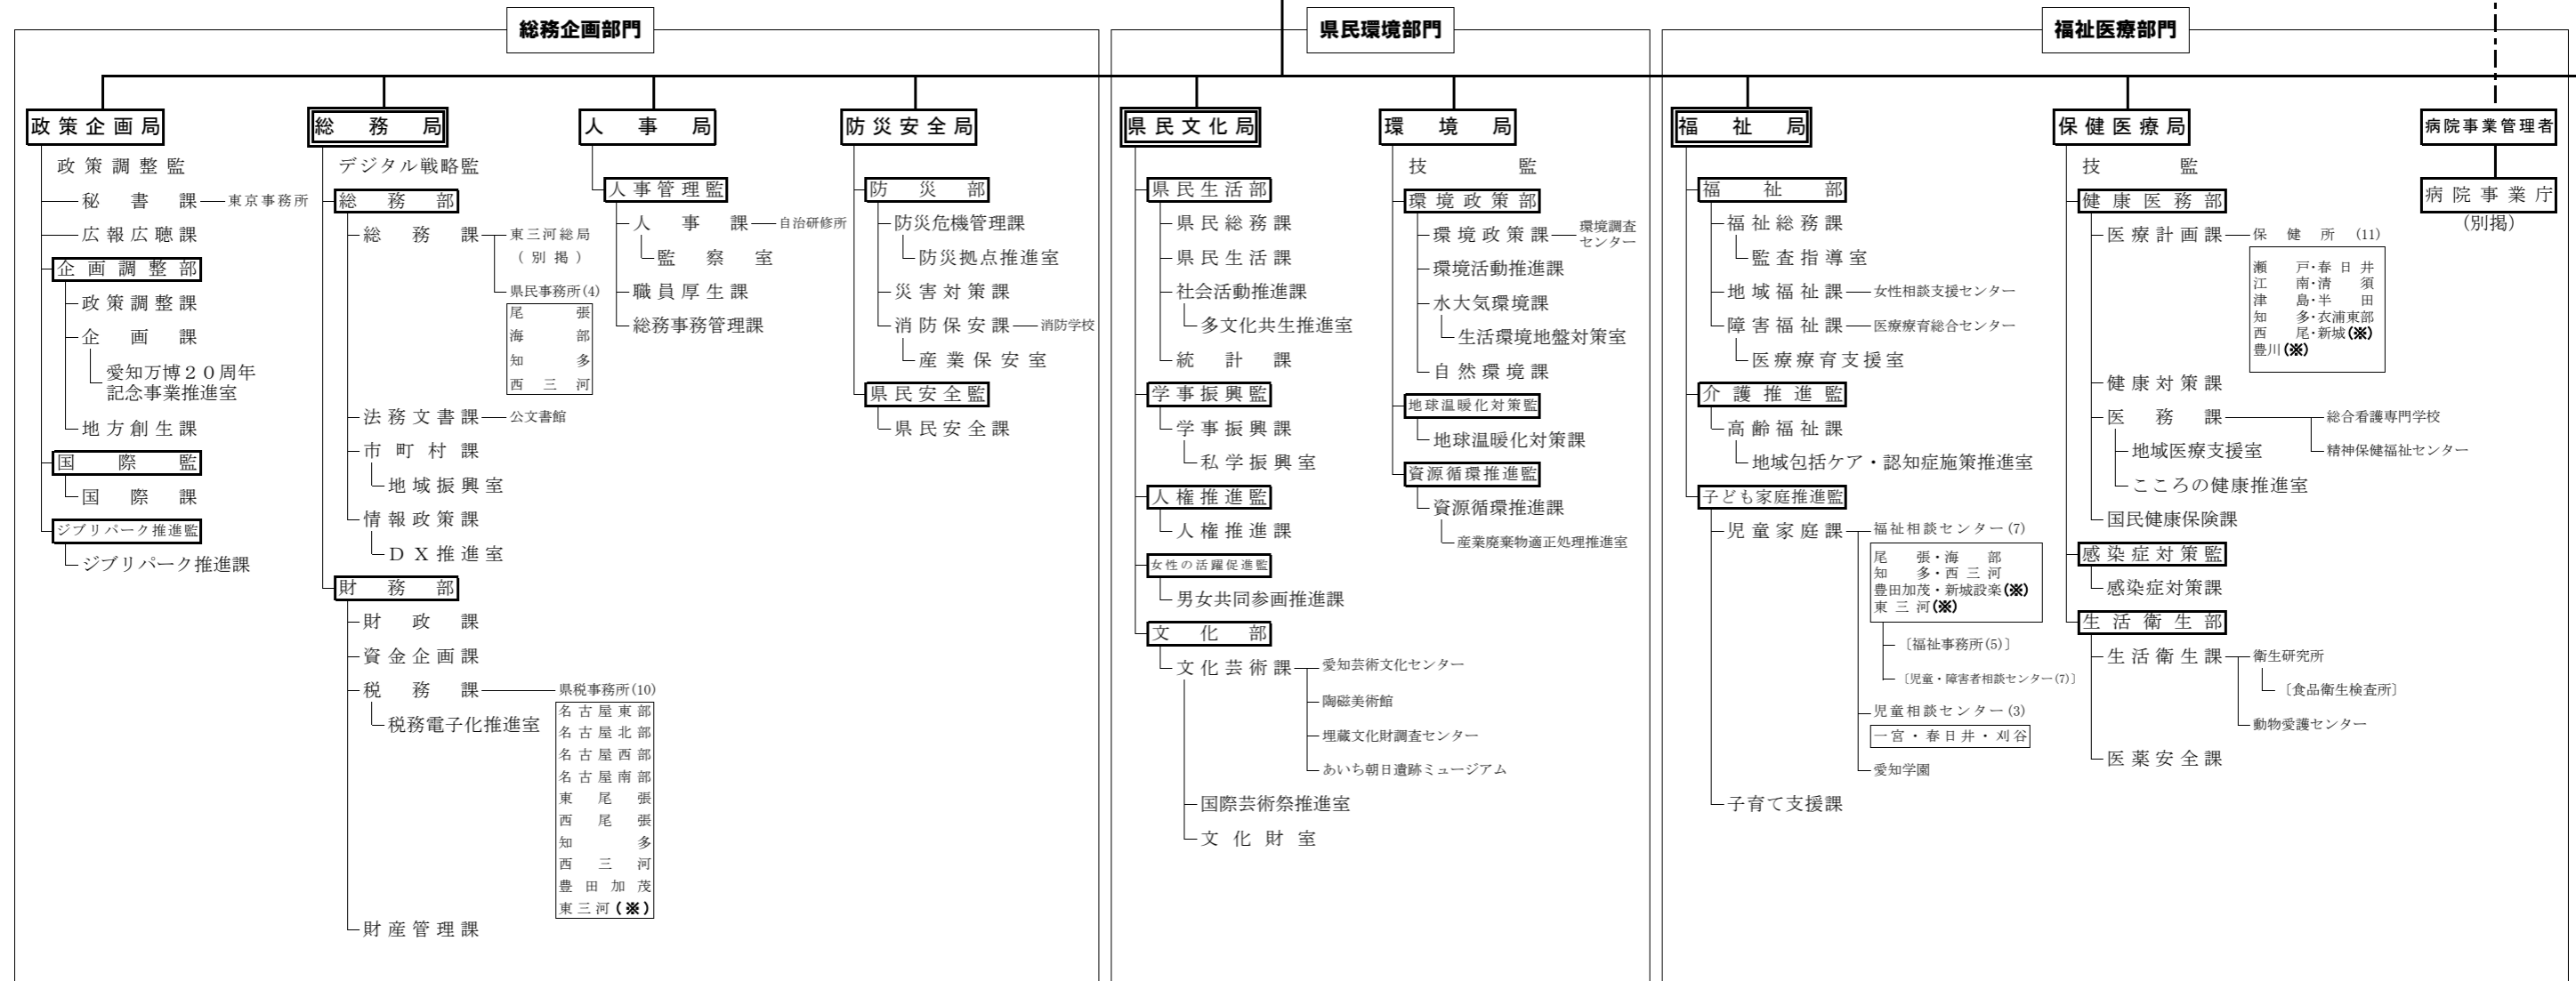 総務企画部門
政策企画局
政策調整監
秘書課
東京事務所
広報広聴課
企画調整部
政策調整課
企画課
愛知万博２０周年
記念事業推進室
地方創生課
国際監
国際課
ジブリパーク推進監
ジブリパーク推進課
総務局
デジタル戦略監
総務部
総務課
東三河総局
(別掲)
県民事務所(4)
尾張
海部
知多
西三河
法務文書課
公文書館
市町村課
地域振興室
情報政策課
ＤＸ推進室
財務部
財政課
資金企画課
税務課
県税事務所(10)
税務電子化推進室
名古屋東部
名古屋北部
名古屋西部
名古屋南部
東尾張
西尾張
知多
西三河
豊田加茂
東三河(※)
財産管理課
人事局
人事管理監
人事課
自治研修所
監察室
職員厚生課
総務事務管理課
防災安全局
防災部
防災危機管理課
防災拠点推進室
災害対策課
消防保安課
消防学校
産業保安室
県民安全監
県民安全課
県民環境部門
県民文化局
県民生活部
県民総務課
県民生活課
社会活動推進課
多文化共生推進室
統計課
学事振興監
学事振興課
私学振興室
人権推進監
人権推進課
女性の活躍促進監
男女共同参画推進課
文化部
文化芸術課
愛知芸術文化センター
陶磁美術館
埋蔵文化財調査センター
あいち朝日遺跡ミュージアム
国際芸術祭推進室
文化財室
環境局
技監
環境政策部
環境政策課
環境調査
センター
環境活動推進課
水大気環境課
生活環境地盤対策室
自然環境課
地球温暖化対策監
地球温暖化対策課
資源循環推進監
資源循環推進課
産業廃棄物適正処理推進室
福祉医療部門
福祉局
福祉部
福祉総務課
監査指導室
地域福祉課
女性相談支援センター
障害福祉課
医療療育総合センター
医療療育支援室
介護推進監
高齢福祉課
地域包括ケア・認知症施策推進室
子ども家庭推進監
児童家庭課
福祉相談センター(7)
尾張・海部
知多・西三河
豊田加茂・新城設楽(※)
東三河(※)
〔福祉事務所(5)〕
〔児童・障害者相談センター(7)〕
児童相談センター(3)
一宮・春日井・刈谷
愛知学園
子育て支援課
保健医療局
技監
健康医務部
医療計画課
保健所(11)
瀬戸・春日井
江南・清須
津島・半田
知多・衣浦東部
西尾・新城(※)
豊川(※)
健康対策課
医務課
総合看護専門学校
地域医療支援室
精神保健福祉センター
こころの健康推進室
国民健康保険課
感染症対策監
感染症対策課
生活衛生部
生活衛生課
衛生研究所
〔食品衛生検査所〕
動物愛護センター
医薬安全課
病院事業管理者
病院事業庁
(別掲)